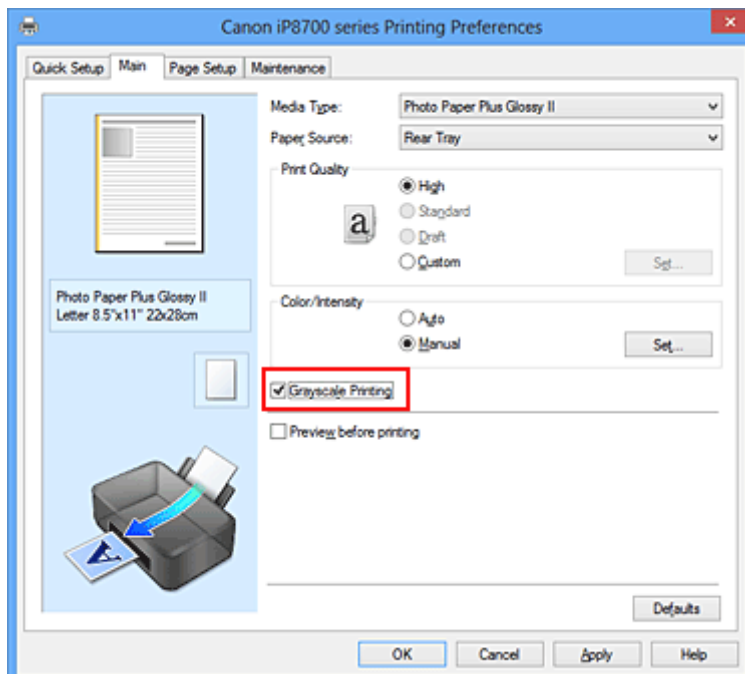 Canon iP8700 series Printing Preferences
Quick Setup Main Page Setup Maintenance
Media Type: Photo Paper Plus Glossy II
Paper Source: Rear Tray
Print Quality
High
a
Standard
Draft
Custom Set...
Photo Paper Plus Glossy II
Letter 8.5"x11" 22x28cm
Color/Intensity
Auto
Manual Set...
Grayscale Printing
Preview before printing
A
Defaults
OK Cancel Apply Help